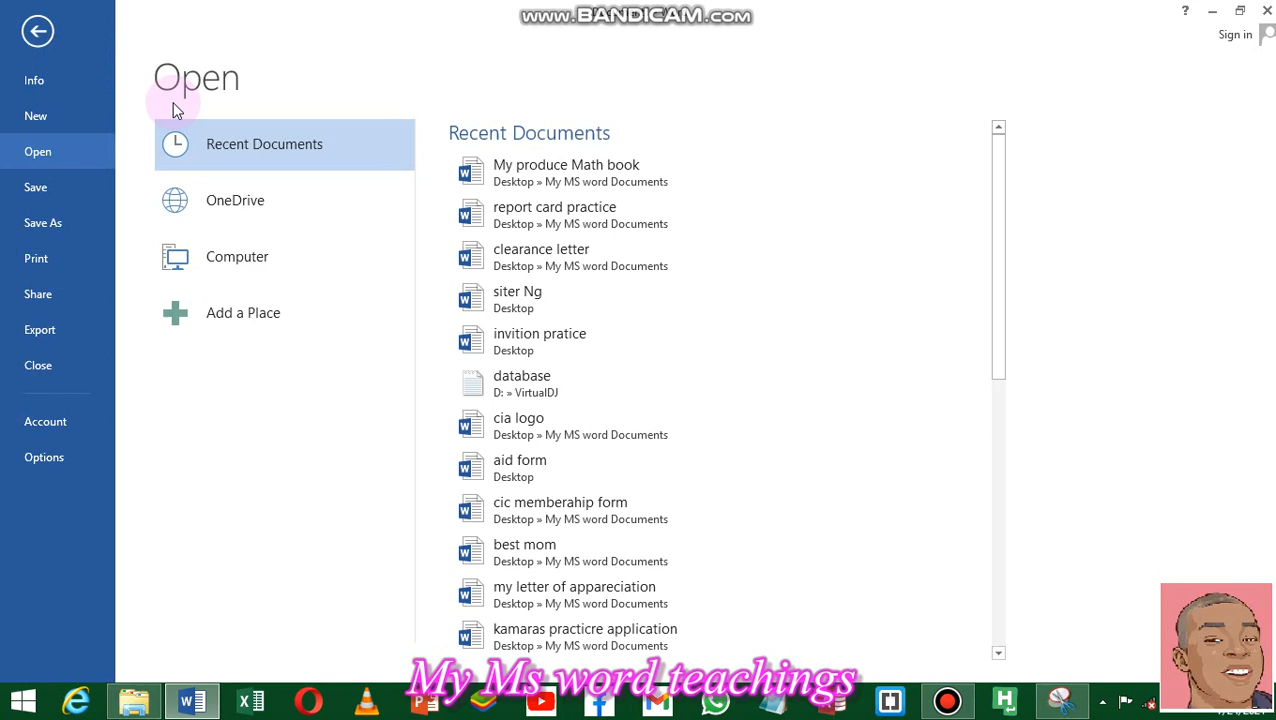 www.BANDICAM.com
Sign in
Info
New
Open
Save
Save As
Print
Share
Export
Close
Account
Options
Open
Recent Documents
OneDrive
Computer
Add a Place
Recent Documents
My produce Math book
Desktop » My MS word Documents
report card practice
Desktop » My MS word Documents
clearance letter
Desktop » My MS word Documents
siter Ng
Desktop
invition pratice
Desktop
database
D: » VirtualDJ
cia logo
Desktop » My MS word Documents
aid form
Desktop
cic memberahip form
Desktop » My MS word Documents
best mom
Desktop » My MS word Documents
my letter of appareciation
Desktop » My MS word Documents
kamaras practicre application
Desktop » My MS word Documents
My Ms word teachings